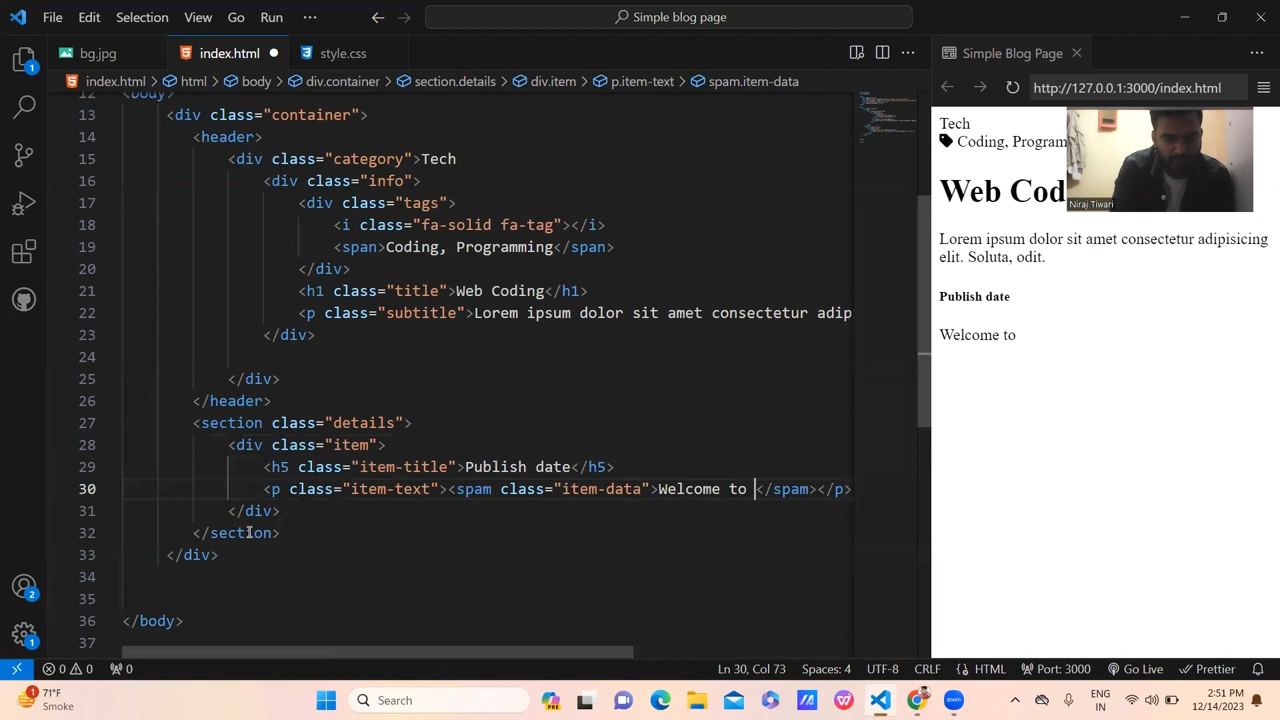 File Edit Selection View Go Run ··· Simple blog page
bg.jpg index.html style.css Simple Blog Page
index.html > html > body > div.container > section.details > div.item > p.item-text > spam.item-data
http://127.0.0.1:3000/index.html
12 <body>
13 <div class="container">
14 <header>
15 <div class="category">Tech
16 <div class="info">
17 <div class="tags">
18 <i class="fa-solid fa-tag"></i>
19 <span>Coding, Programming</span>
20 </div>
21 <h1 class="title">Web Coding</h1>
22 <p class="subtitle">Lorem ipsum dolor sit amet consectetur adip
23 </div>
24
25 </div>
26 </header>
27 <section class="details">
28 <div class="item">
29 <h5 class="item-title">Publish date</h5>
30 <p class="item-text"><spam class="item-data">Welcome to </spam></p>
31 </div>
32 </section>
33 </div>
34
35
36 </body>
37
Tech
Coding, Program
Web Cod
Niraj Tiwari
Lorem ipsum dolor sit amet consectetur adipisicing
elit. Soluta, odit.
Publish date
Welcome to
1
2
1
0 0 0 Ln 30, Col 73 Spaces: 4 UTF-8 CRLF HTML Port: 3000 Go Live Prettier
1 71°F
Smoke
Search
PRE
ENG
IN
2:51 PM
12/14/2023